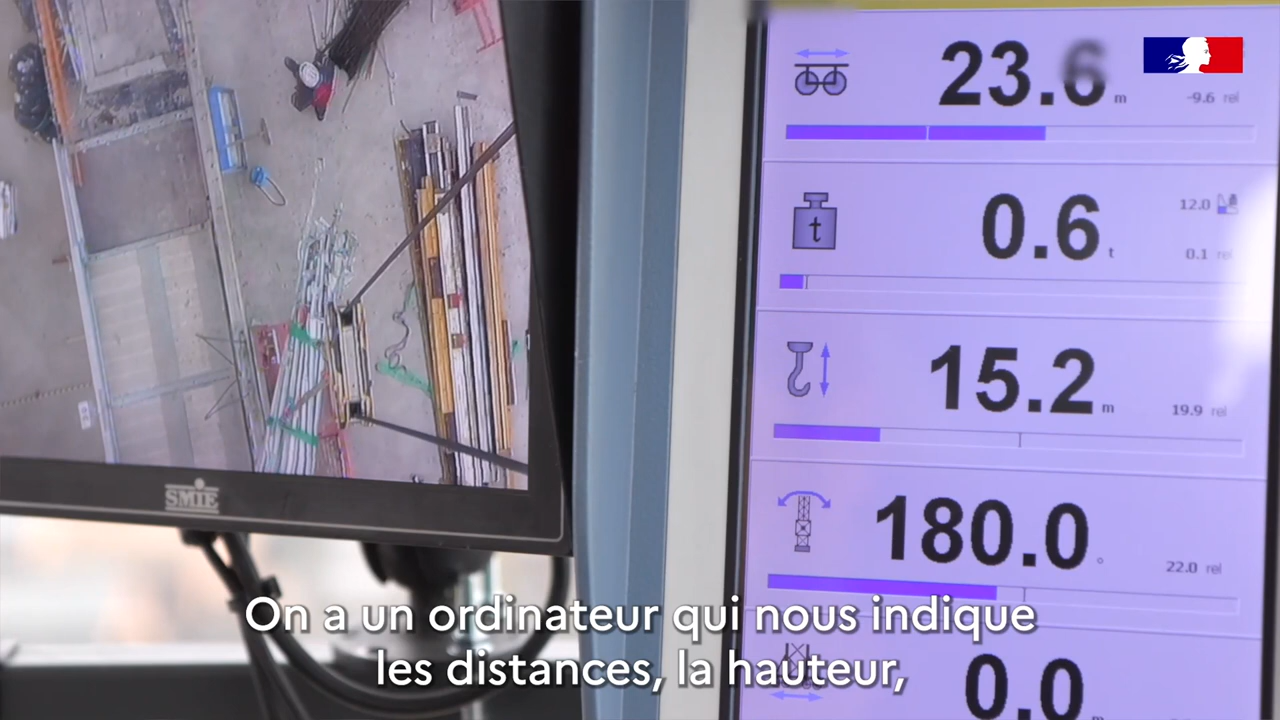 23.6 m
-9.6 rel
t
0.6 t
12.0
0.1 rel
15.2 m
19.9 rel
180.0 °
22.0 rel
0.0 m
SMIE
On a un ordinateur qui nous indique
les distances, la hauteur,